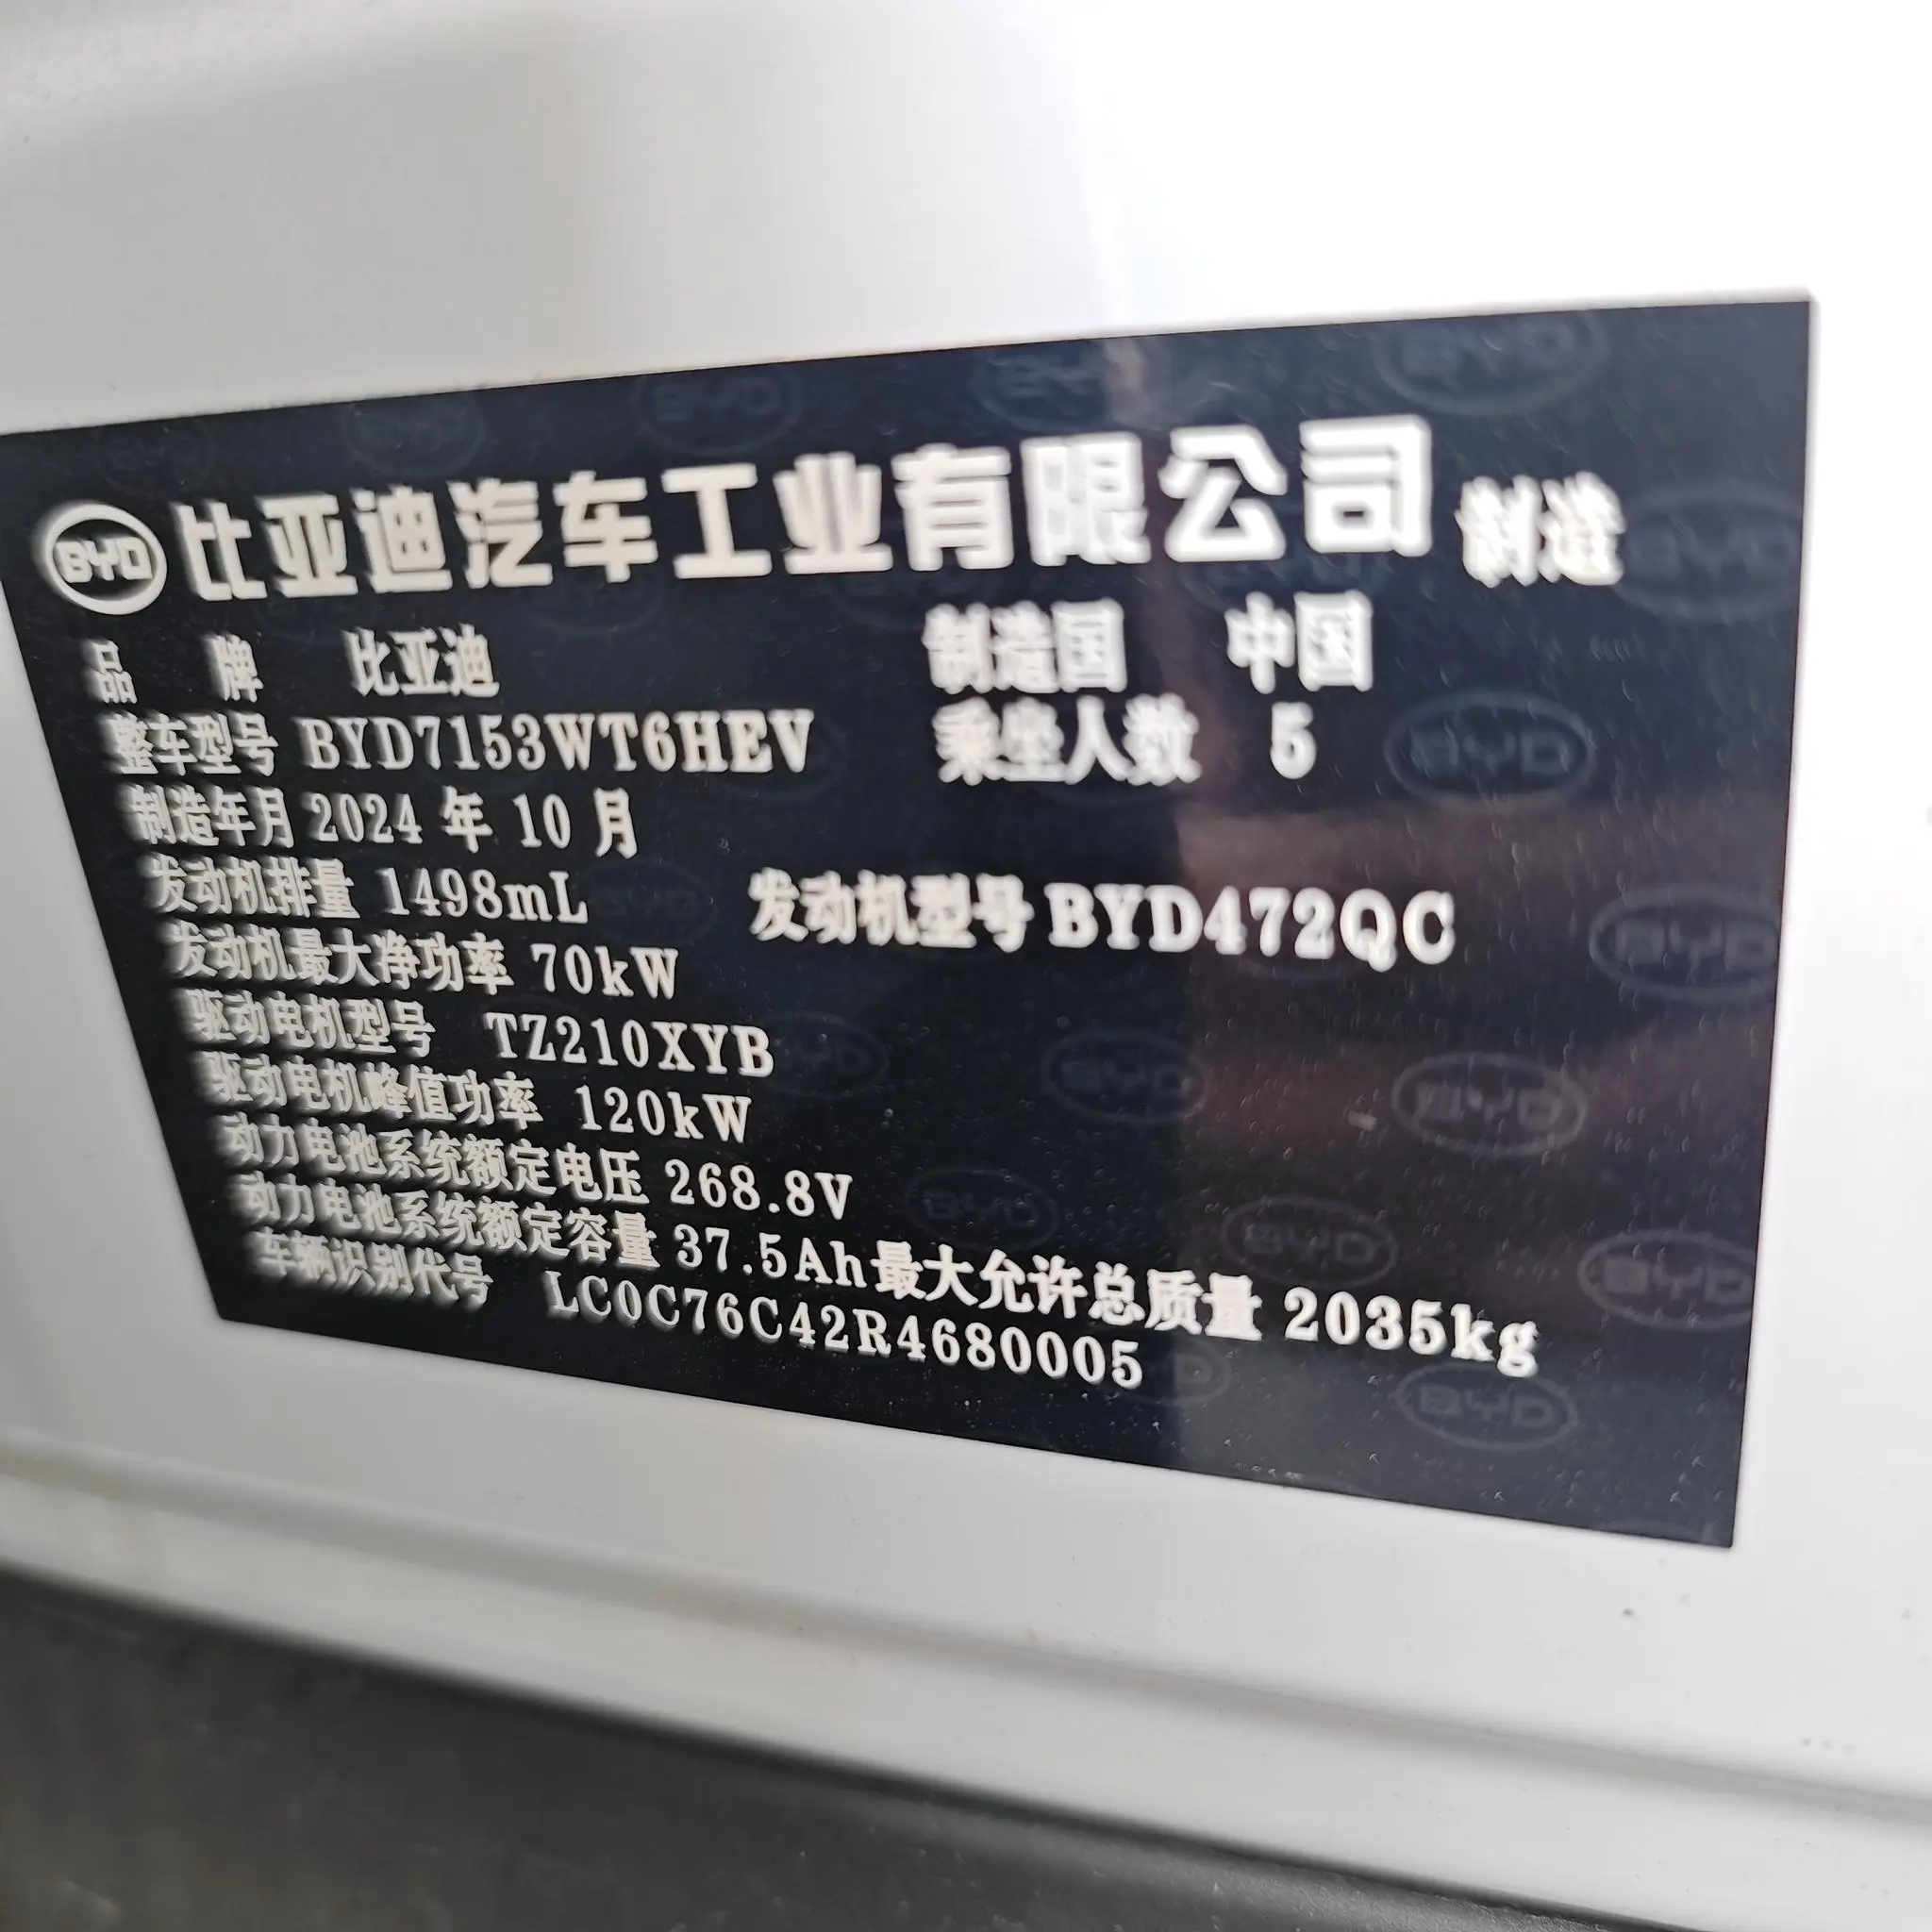 BYD 比亚迪汽车工业有限公司 制造
品 牌 比亚迪 制造国 中国
整车型号 BYD7153WT6HEV 乘坐人数 5
制造年月 2024 年 10 月
发动机排量 1498mL 发动机型号 BYD472QC
发动机最大净功率 70kW
驱动电机型号 TZ210XYB
驱动电机峰值功率 120kW
动力电池系统额定电压 268.8V
动力电池系统额定容量 37.5Ah 最大允许总质量 2035kg
车辆识别代号 LC0C76C42R4680005